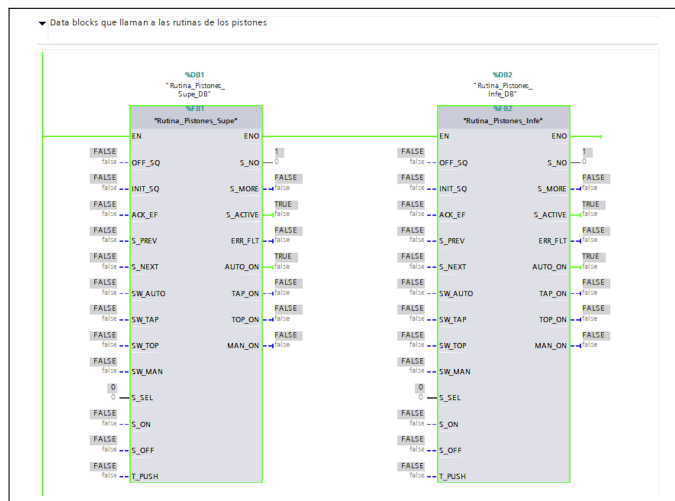 Data blocks que llaman a las rutinas de los pistones
%DB1
"Rutina_Pistones_
Supe_DB"
%FB1
"Rutina_Pistones_Supe"
EN ENO
FALSE
false OFF_SQ
FALSE
false INIT_SQ
FALSE
false ACK_EF
FALSE
false S_PREV
FALSE
false S_NEXT
FALSE
false SW_AUTO
FALSE
false SW_TAP
FALSE
false SW_TOP
FALSE
false SW_MAN
0
0 S_SEL
FALSE
false S_ON
FALSE
false S_OFF
FALSE
false T_PUSH
1
S_NO 0
FALSE
S_MORE false
TRUE
S_ACTIVE false
FALSE
ERR_FLT false
TRUE
AUTO_ON false
FALSE
TAP_ON false
FALSE
TOP_ON false
FALSE
MAN_ON false
%DB2
"Rutina_Pistones_
Infe_DB"
%FB2
"Rutina_Pistones_Infe"
EN ENO
FALSE
false OFF_SQ
FALSE
false INIT_SQ
FALSE
false ACK_EF
FALSE
false S_PREV
FALSE
false S_NEXT
FALSE
false SW_AUTO
FALSE
false SW_TAP
FALSE
false SW_TOP
FALSE
false SW_MAN
0
0 S_SEL
FALSE
false S_ON
FALSE
false S_OFF
FALSE
false T_PUSH
1
S_NO 0
FALSE
S_MORE false
TRUE
S_ACTIVE false
FALSE
ERR_FLT false
TRUE
AUTO_ON false
FALSE
TAP_ON false
FALSE
TOP_ON false
FALSE
MAN_ON false